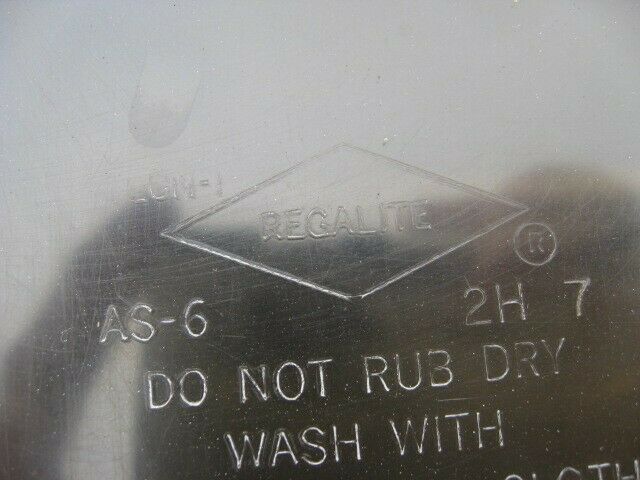 REGALITE ®
AS-6 2H 7
DO NOT RUB DRY
WASH WITH